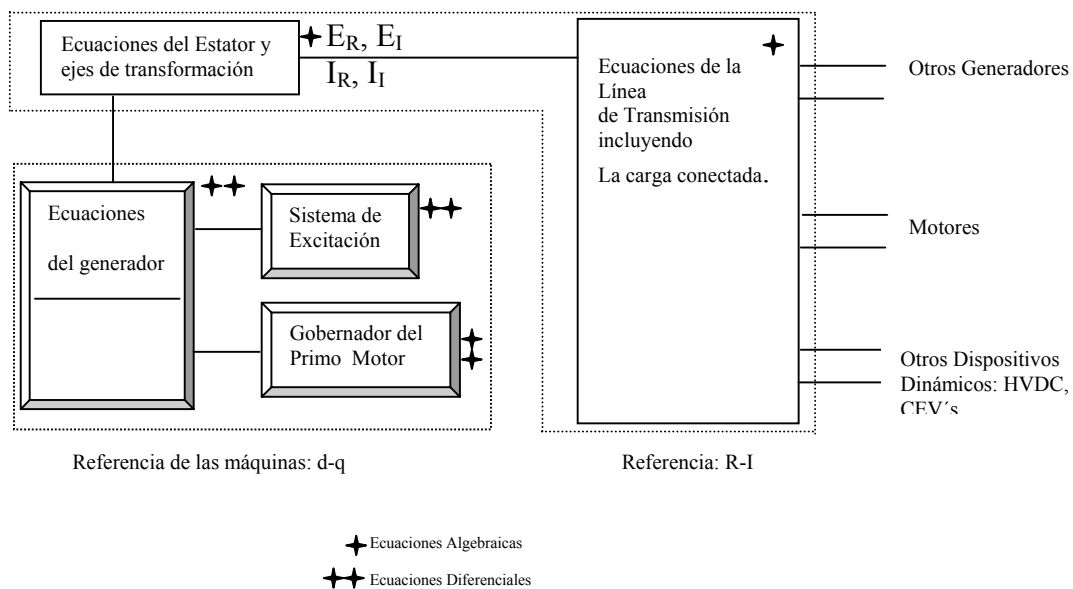 Ecuaciones del Estator y
ejes de transformación
E_R, E_I
I_R, I_I
Ecuaciones de la
Línea
de Transmisión
incluyendo
La carga conectada.
Otros Generadores
Motores
Otros Dispositivos
Dinámicos: HVDC,
CEV´s
Ecuaciones
del generador
Sistema de
Excitación
Gobernador del
Primo Motor
Referencia de las máquinas: d-q
Referencia: R-I
Ecuaciones Algebraicas
Ecuaciones Diferenciales